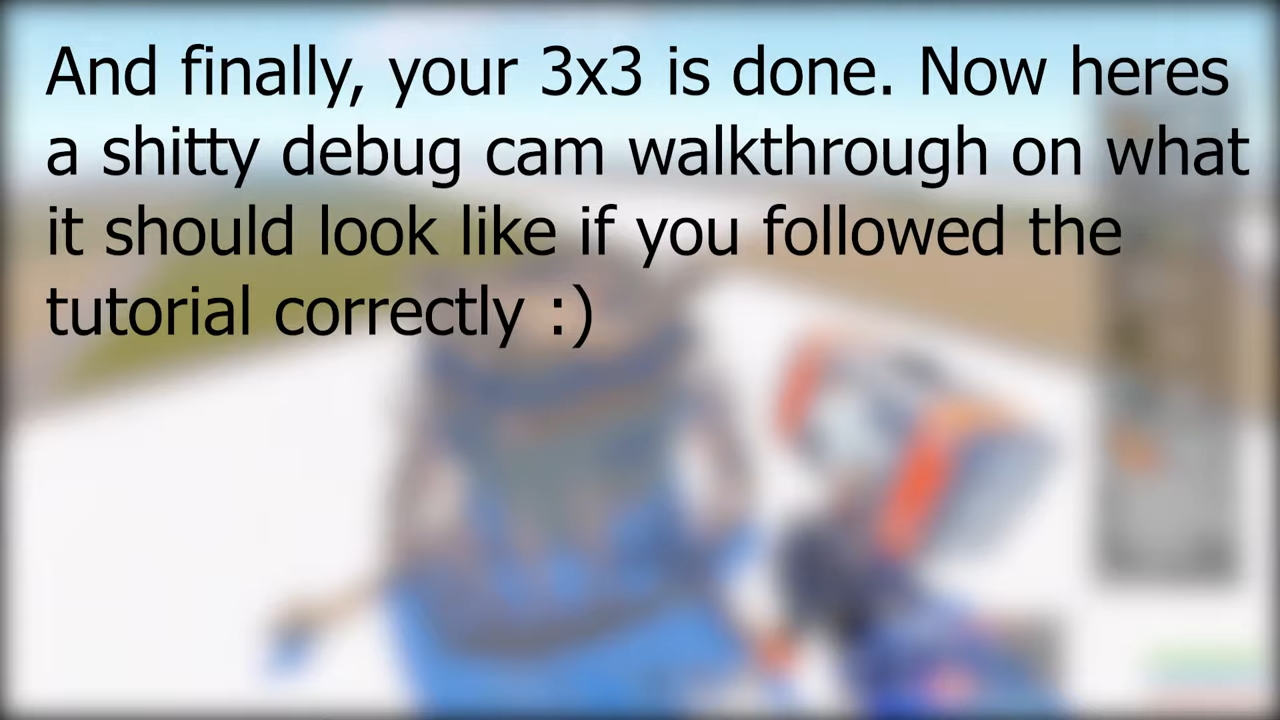 And finally, your 3x3 is done. Now heres
a shitty debug cam walkthrough on what
it should look like if you followed the
tutorial correctly :)